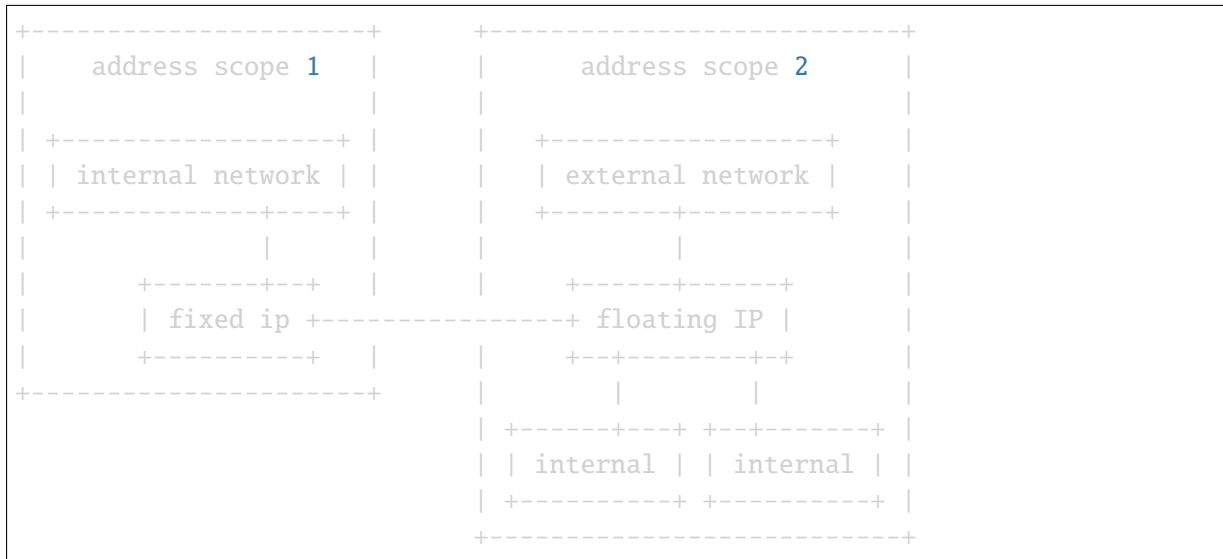 +-----------------------+      +----------------------------+
|    address scope 1    |      |      address scope 2       |
|                       |      |                            |
| +------------------+ |      |   +------------------+    |
| | internal network | |      |   | external network |    |
| +-------------+----+ |      |   +---------+---------+    |
|               |      |      |            |              |
|       +-------+--+   |      |     +------+------+       |
|       | fixed ip +----------------+ floating IP |       |
|       +----------+   |      |     +--+--------+-+       |
+-----------------------+      |        |        |         |
| +------+---+ +--+-------+ |
| | internal | | internal | |
| +----------+ +----------+ |
+----------------------------+